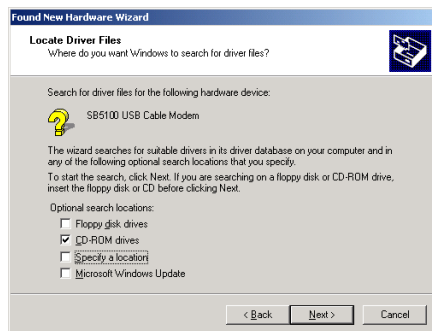 Found New Hardware Wizard
Locate Driver Files
Where do you want Windows to search for driver files?
Search for driver files for the following hardware device:
SB5100 USB Cable Modem
The wizard searches for suitable drivers in its driver database on your computer and in
any of the following optional search locations that you specify.
To start the search, click Next. If you are searching on a floppy disk or CD-ROM drive,
insert the floppy disk or CD before clicking Next.
Optional search locations:
Floppy disk drives
CD-ROM drives
Specify a location
Microsoft Windows Update
< Back Next > Cancel